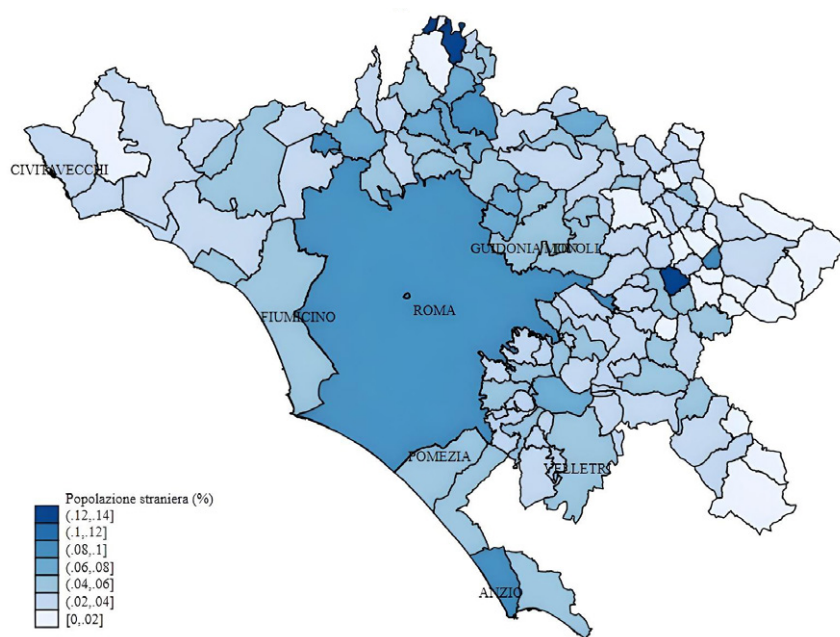 CIVITAVECCHI
GUIDONIA
FIUMICINO
ROMA
POMEZIA
VELLETRI
ANZIO
Popolazione straniera (%)
(.12,.14]
(.1,.12]
(.08,.1]
(.06,.08]
(.04,.06]
(.02,.04]
[0,.02]